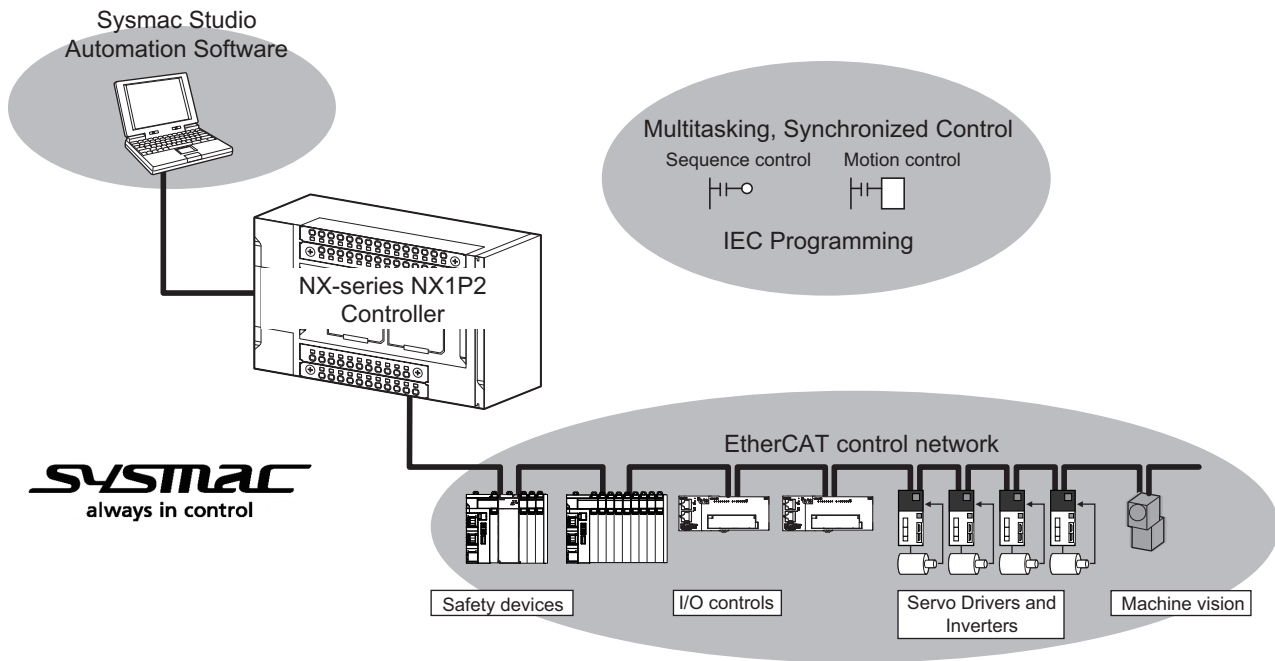 Sysmac Studio
Automation Software
Multitasking, Synchronized Control
Sequence control
Motion control
IEC Programming
NX-series NX1P2
Controller
EtherCAT control network
sysmac
always in control
Safety devices
I/O controls
Servo Drivers and
Inverters
Machine vision